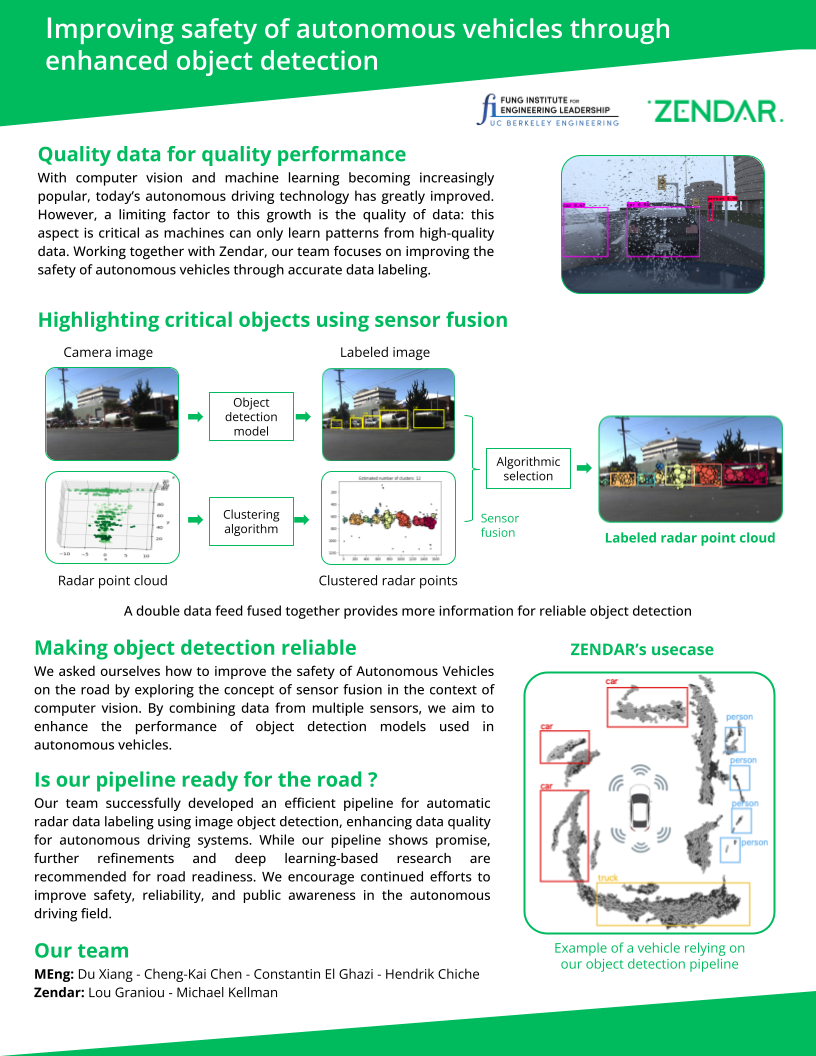 Improving safety of autonomous vehicles through
enhanced object detection
FUNG INSTITUTE FOR
ENGINEERING LEADERSHIP
UC BERKELEY ENGINEERING
ZENDAR
Quality data for quality performance
With computer vision and machine learning becoming increasingly
popular, today's autonomous driving technology has greatly improved.
However, a limiting factor to this growth is the quality of data: this
aspect is critical as machines can only learn patterns from high-quality
data. Working together with Zendar, our team focuses on improving the
safety of autonomous vehicles through accurate data labeling.
Highlighting critical objects using sensor fusion
Camera image
Labeled image
Object
detection
model
Algorithmic
selection
Clustering
algorithm
Estimated number of clusters: 12
Sensor
fusion
Labeled radar point cloud
Radar point cloud
Clustered radar points
A double data feed fused together provides more information for reliable object detection
Making object detection reliable
We asked ourselves how to improve the safety of Autonomous Vehicles
on the road by exploring the concept of sensor fusion in the context of
computer vision. By combining data from multiple sensors, we aim to
enhance the performance of object detection models used in
autonomous vehicles.
Is our pipeline ready for the road ?
Our team successfully developed an efficient pipeline for automatic
radar data labeling using image object detection, enhancing data quality
for autonomous driving systems. While our pipeline shows promise,
further refinements and deep learning-based research are
recommended for road readiness. We encourage continued efforts to
improve safety, reliability, and public awareness in the autonomous
driving field.
Our team
MEng: Du Xiang - Cheng-Kai Chen - Constantin El Ghazi - Hendrik Chiche
Zendar: Lou Graniou - Michael Kellman
ZENDAR's usecase
car
person
car
person
car
person
person
truck
Example of a vehicle relying on
our object detection pipeline